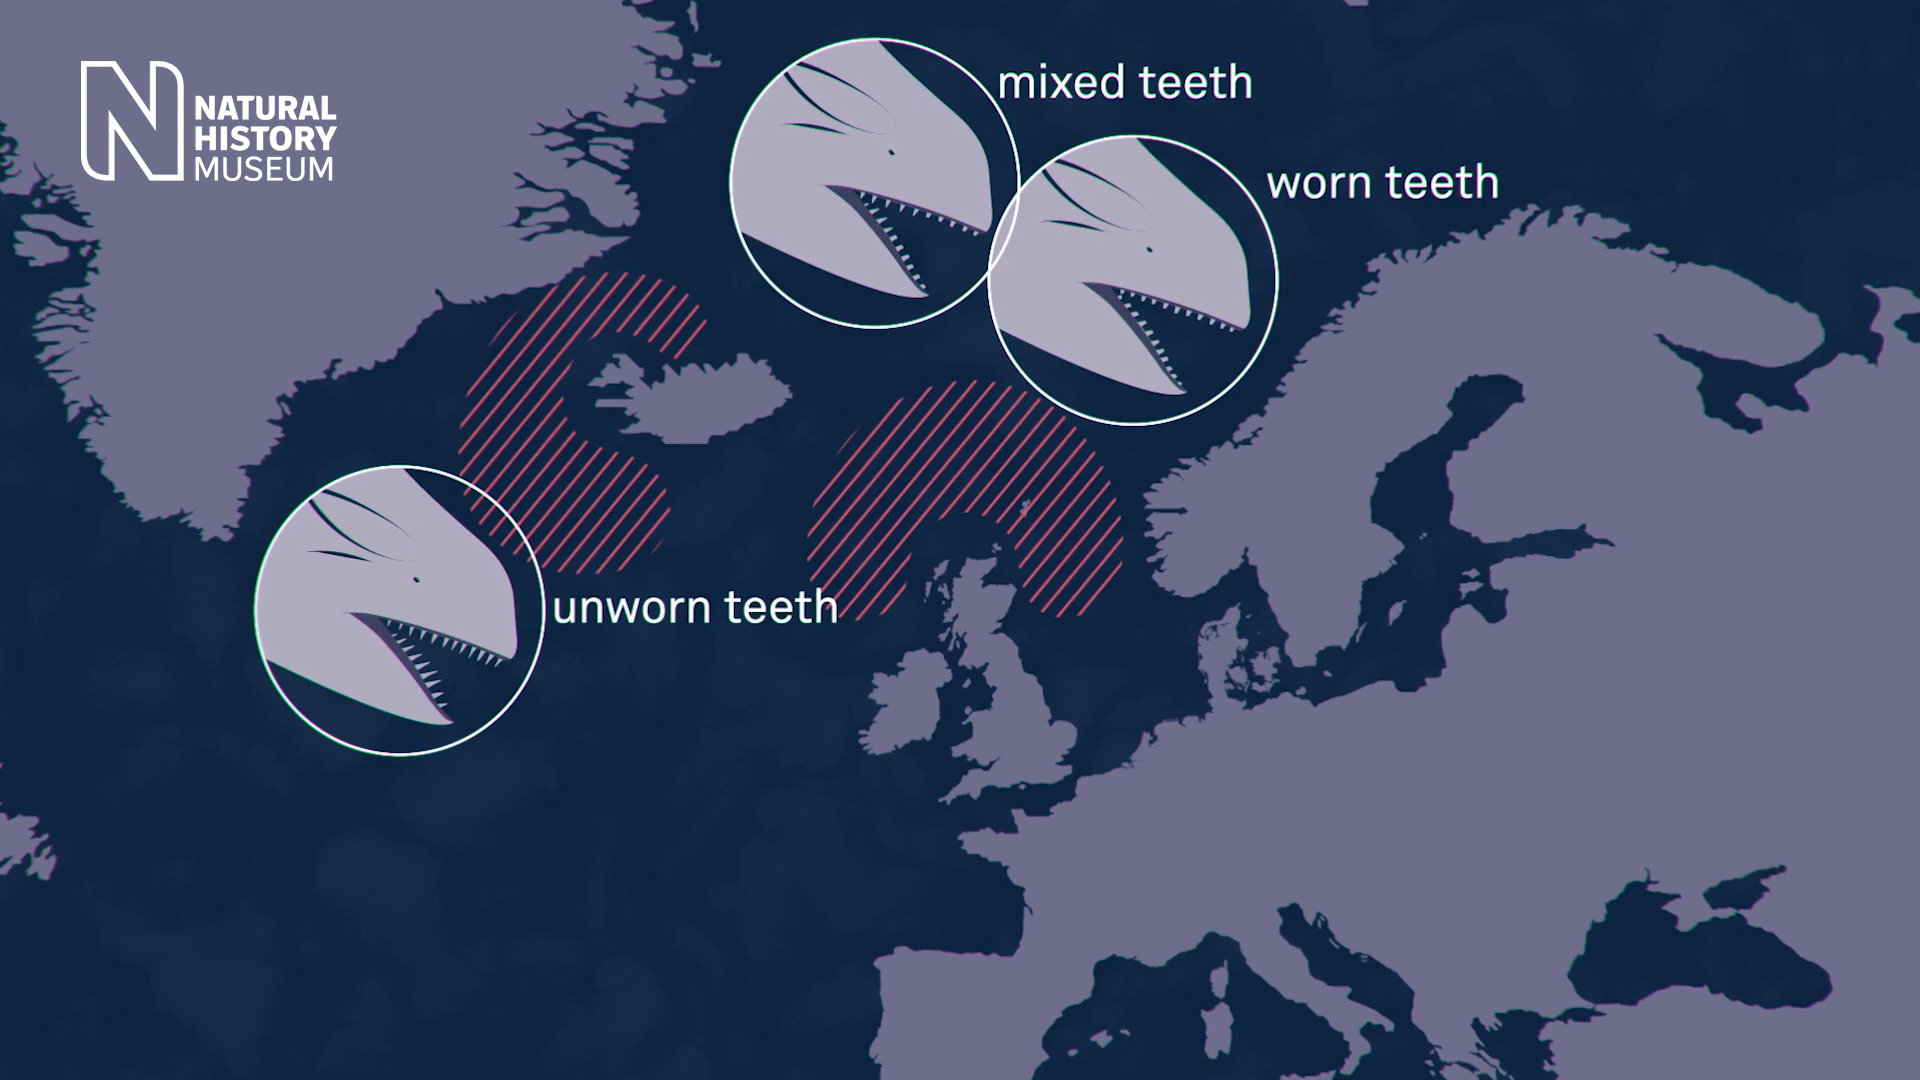 NATURAL
HISTORY
MUSEUM
mixed teeth
worn teeth
unworn teeth